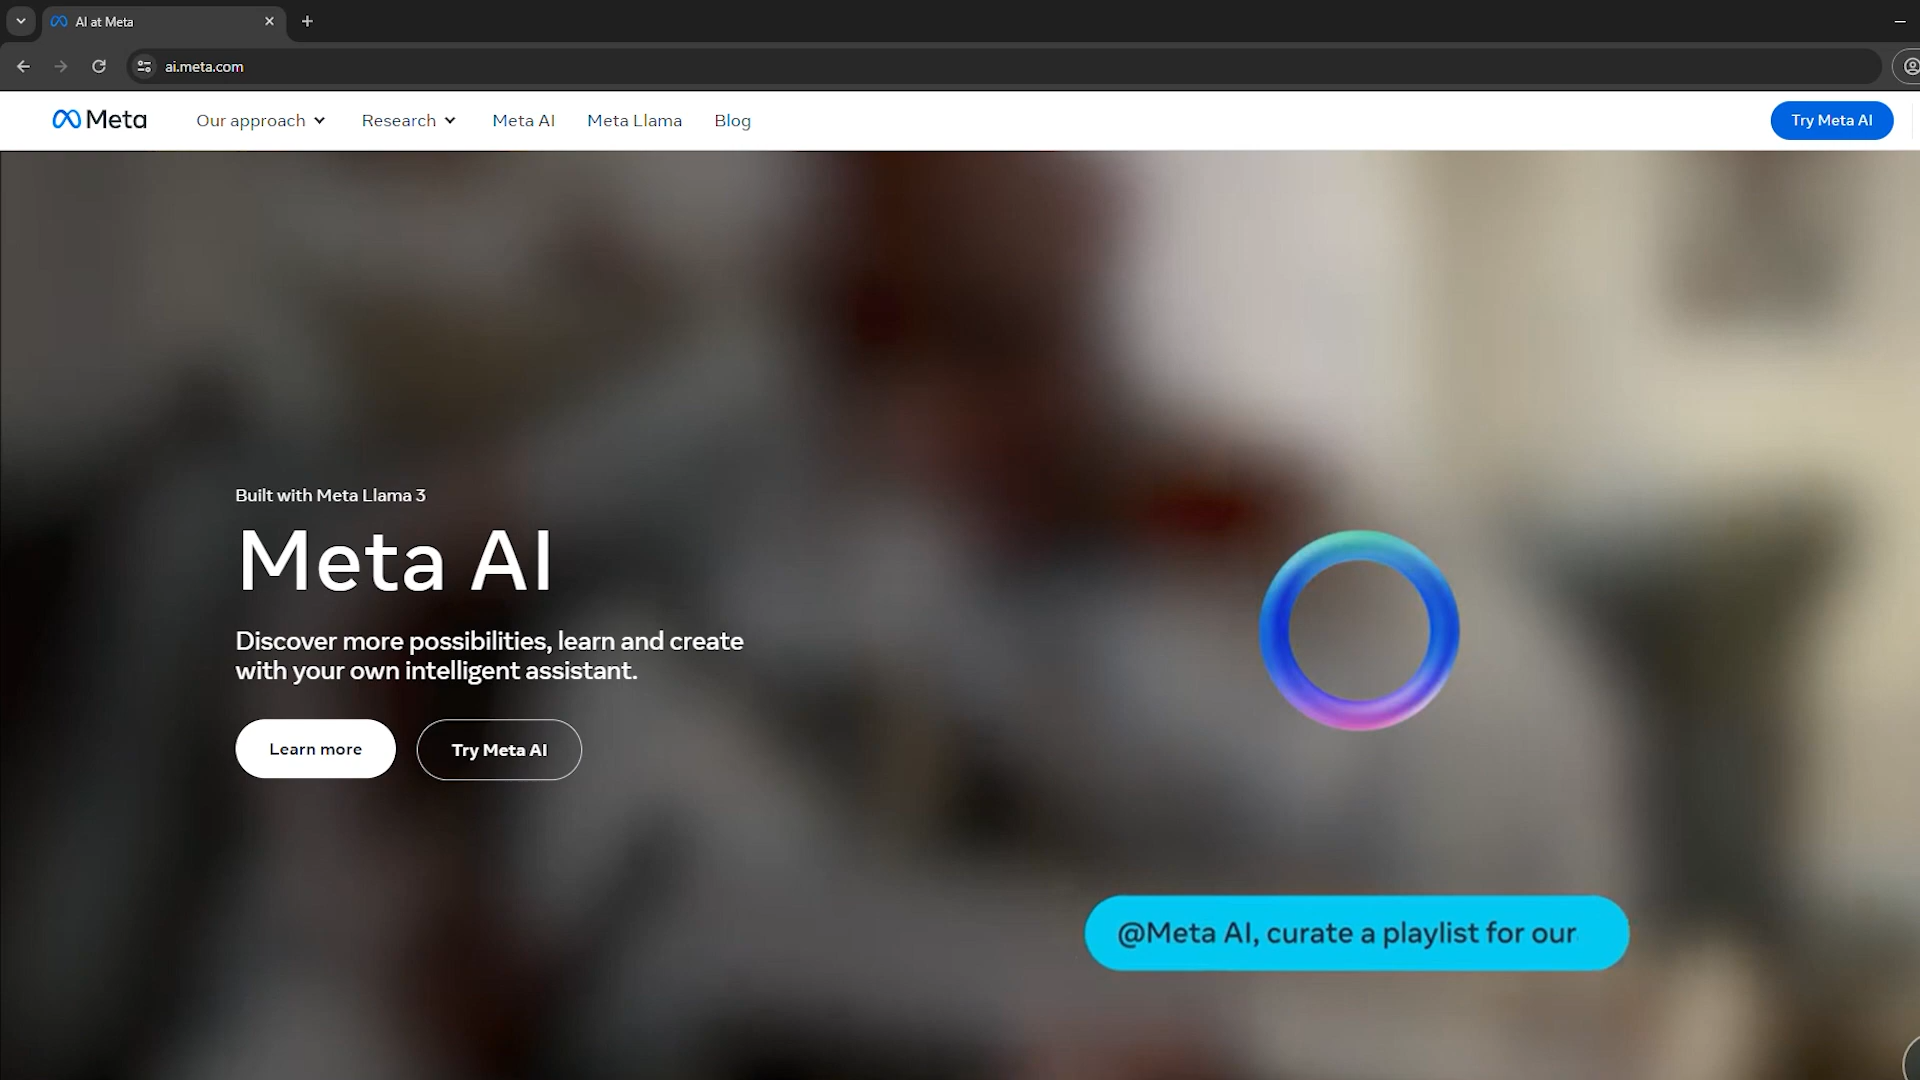 AI at Meta
ai.meta.com
Meta
Our approach
Research
Meta AI
Meta Llama
Blog
Try Meta AI
Built with Meta Llama 3
Meta AI
Discover more possibilities, learn and create
with your own intelligent assistant.
Learn more
Try Meta AI
@Meta AI, curate a playlist for our